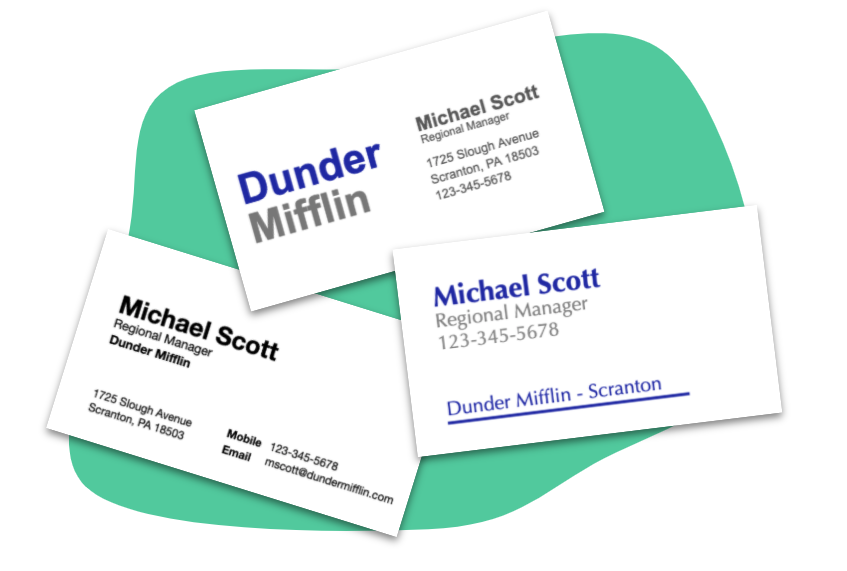 Dunder
Mifflin
Michael Scott
Regional Manager
1725 Slough Avenue
Scranton, PA 18503
123-345-5678
Michael Scott
Regional Manager
123-345-5678
Dunder Mifflin - Scranton
Michael Scott
Regional Manager
Dunder Mifflin
1725 Slough Avenue
Scranton, PA 18503
Mobile 123-345-5678
Email mscott@dundermifflin.com